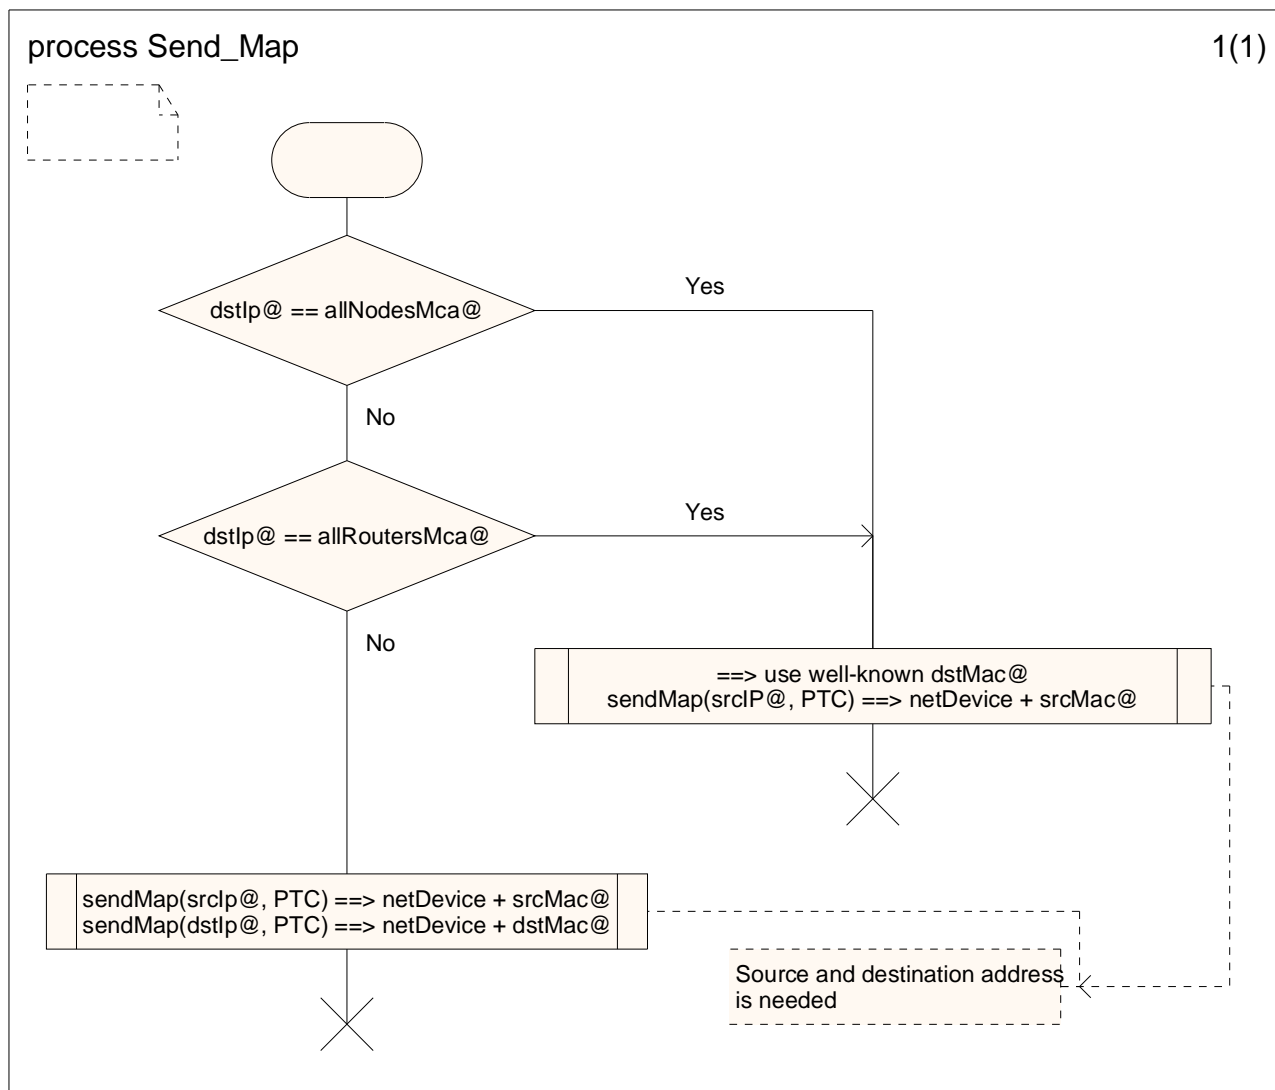 process Send_Map
1(1)
dstIp@ == allNodesMca@
Yes
No
dstIp@ == allRoutersMca@
Yes
No
==> use well-known dstMac@
sendMap(srcIP@, PTC) ==> netDevice + srcMac@
sendMap(srcIp@, PTC) ==> netDevice + srcMac@
sendMap(dstIp@, PTC) ==> netDevice + dstMac@
Source and destination address
is needed